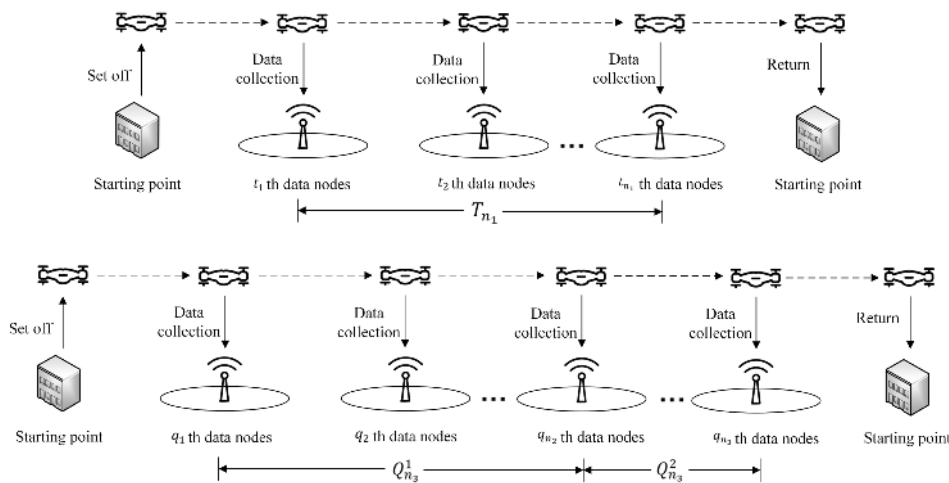 Set off
Data collection
Data collection
Data collection
Return
Starting point
t₁ th data nodes
t₂ th data nodes
...
tₙ₁ th data nodes
Starting point
Tₙ₁
Set off
Data collection
Data collection
Data collection
Data collection
Return
Starting point
q₁ th data nodes
q₂ th data nodes
...
qₙ₂ th data nodes
...
qₙ₃ th data nodes
Starting point
Q¹ₙ₃
Q²ₙ₃